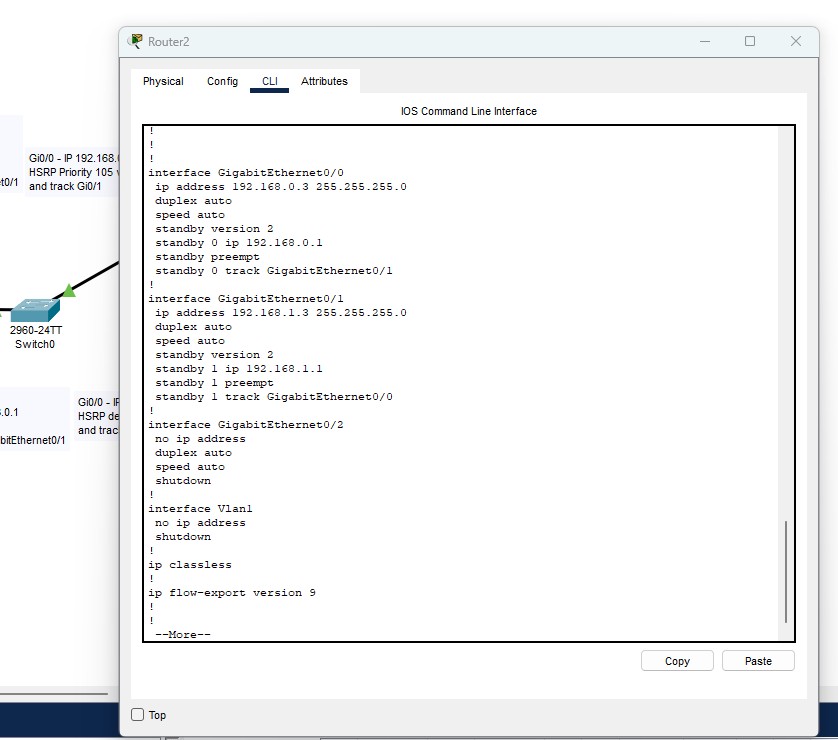 Router2
Physical Config CLI Attributes
IOS Command Line Interface
!
!
!
interface GigabitEthernet0/0
ip address 192.168.0.3 255.255.255.0
duplex auto
speed auto
standby version 2
standby 0 ip 192.168.0.1
standby preempt
standby 0 track GigabitEthernet0/1
!
interface GigabitEthernet0/1
ip address 192.168.1.3 255.255.255.0
duplex auto
speed auto
standby version 2
standby 1 ip 192.168.1.1
standby 1 preempt
standby 1 track GigabitEthernet0/0
!
interface GigabitEthernet0/2
no ip address
duplex auto
speed auto
shutdown
!
interface Vlan1
no ip address
shutdown
!
ip classless
!
ip flow-export version 9
!
!
--More--
Copy Paste
Top
Gi0/0 - IP 192.168.
HSRP Priority 105
and track Gi0/1
t0/1
2960-24TT
Switch0
.0.1
bitEthernet0/1
Gi0/0 - 
HSRP de
and trac